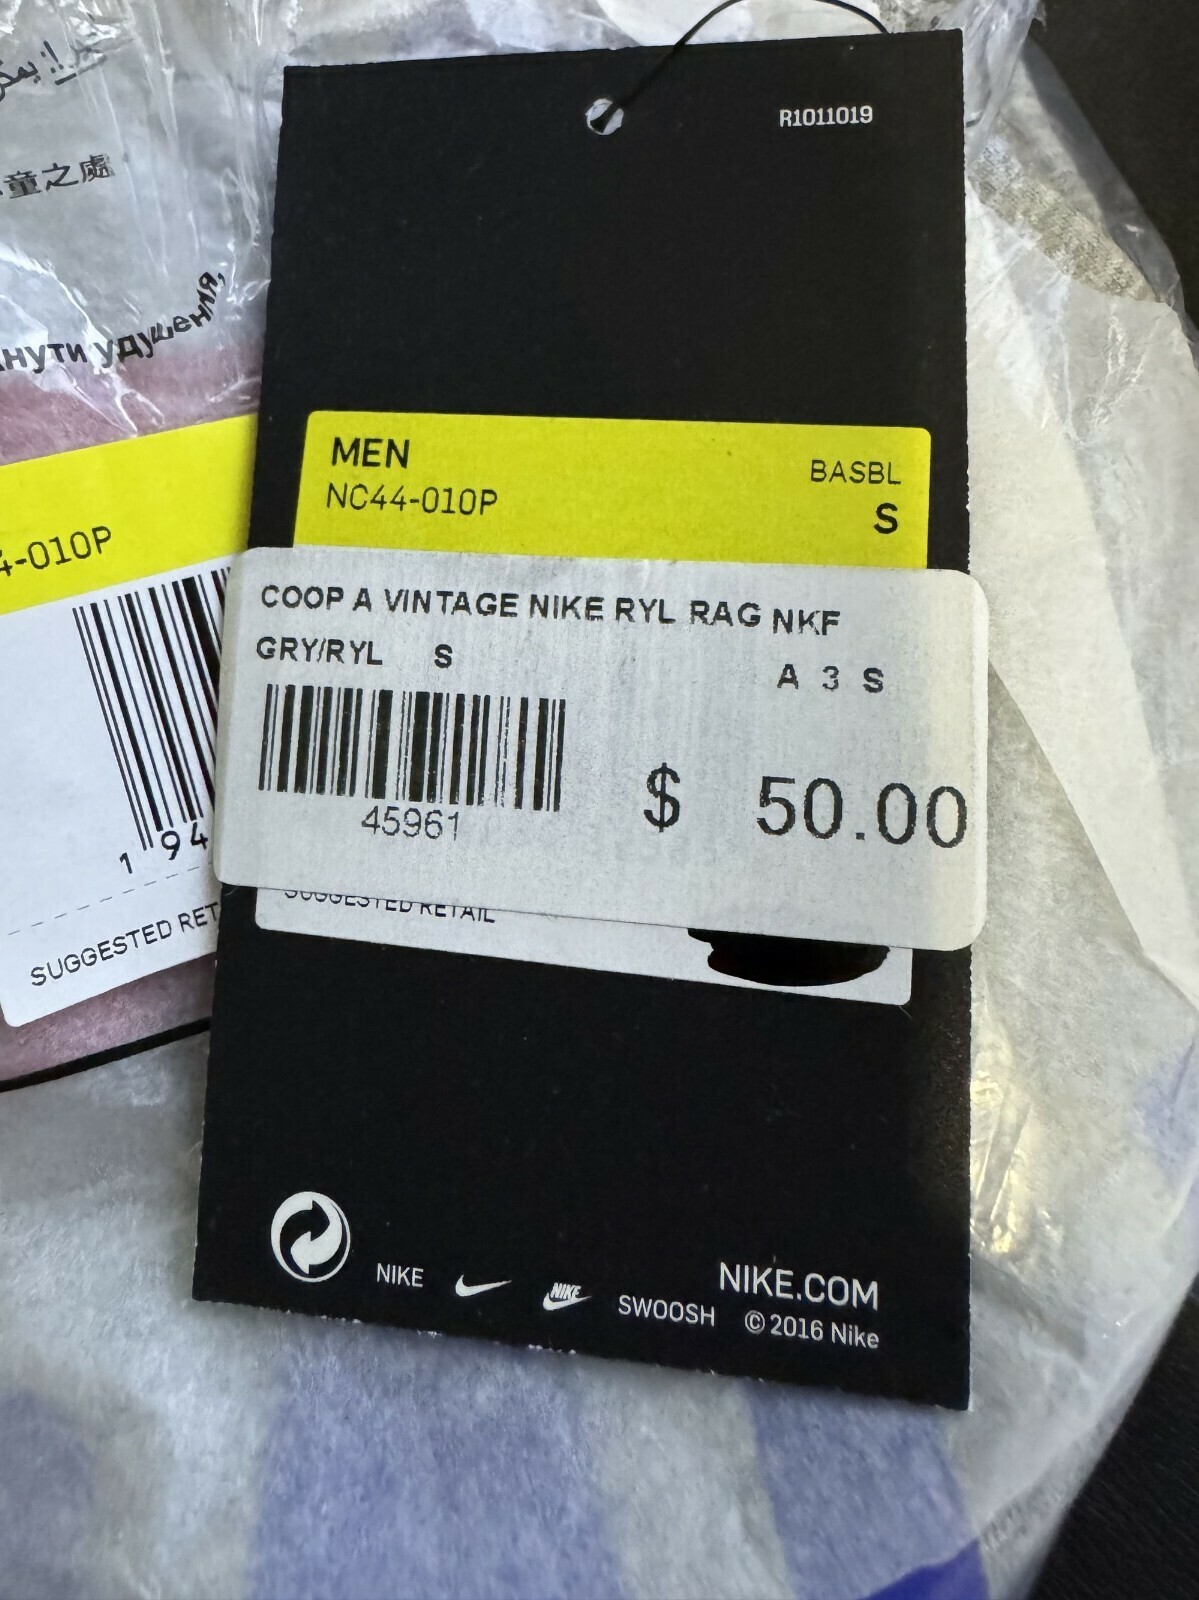 童之處
нути удушення,
4-010P
1 94
SUGGESTED RET
R1011019
MEN
NC44-010P
BASBL
S
COOP A VINTAGE NIKE RYL RAG NKF
GRY/RYL S
A 3 S
45961
$ 50.00
SUGGESTED RETAIL
NIKE
NIKE
SWOOSH
NIKE.COM
© 2016 Nike